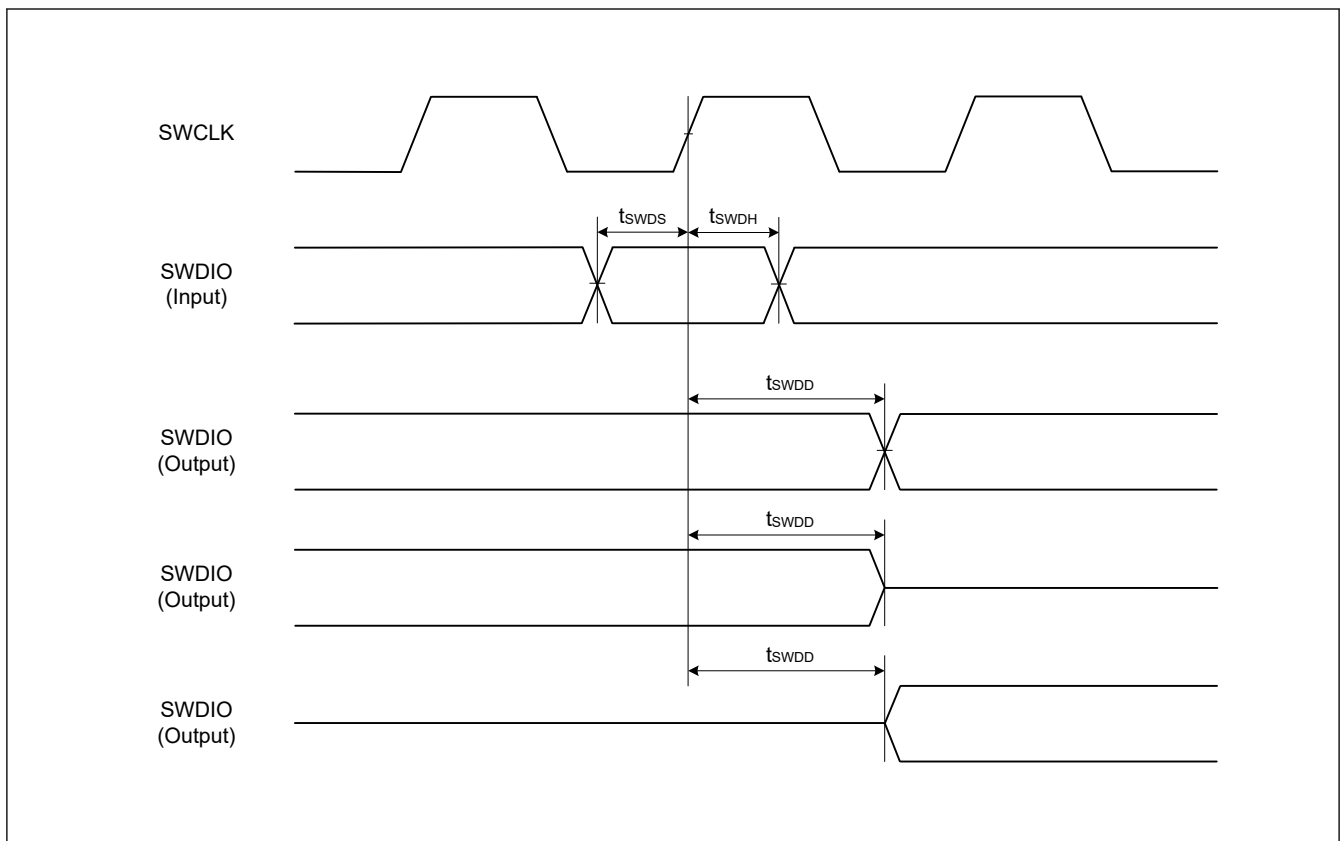 SWCLK
tSWDS
tSWDH
SWDIO
(Input)
tSWDD
SWDIO
(Output)
tSWDD
SWDIO
(Output)
tSWDD
SWDIO
(Output)